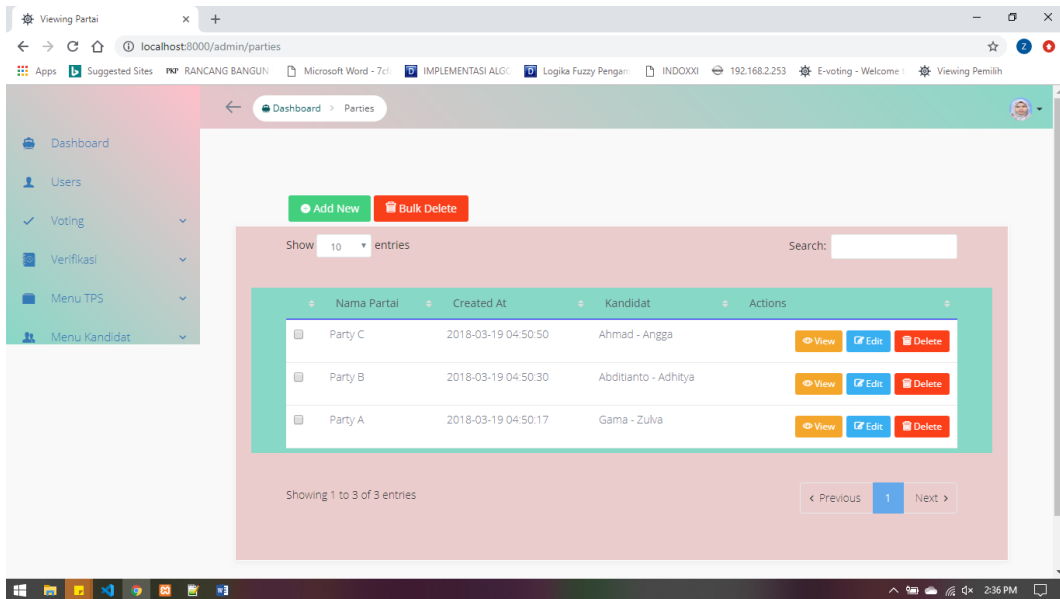 Viewing Partai
localhost:8000/admin/parties
Z
Apps Suggested Sites PKP RANCANG BANGUN Microsoft Word - 7cf IMPLEMENTASI ALGO Logika Fuzzy Pengam INDOXXI 192.168.2.253 E-voting - Welcome t Viewing Pemilih
Dashboard > Parties
Dashboard
Users
Voting
Verifikasi
Menu TPS
Menu Kandidat
Add New Bulk Delete
Show 10 entries Search:
Nama Partai Created At Kandidat Actions
Party C 2018-03-19 04:50:50 Ahmad - Angga View Edit Delete
Party B 2018-03-19 04:50:30 Abditianto - Adhitya View Edit Delete
Party A 2018-03-19 04:50:17 Gama - Zulva View Edit Delete
Showing 1 to 3 of 3 entries ‹ Previous 1 Next ›
2:36 PM